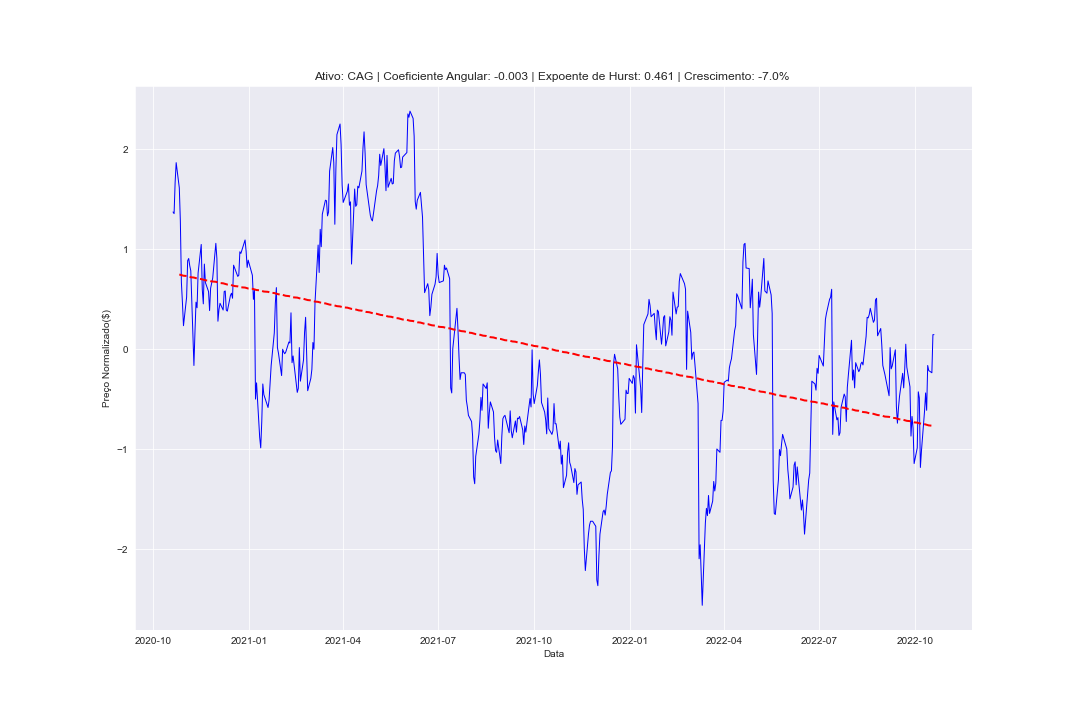 Ativo: CAG | Coeficiente Angular: -0.003 | Expoente de Hurst: 0.461 | Crescimento: -7.0%
Preço Normalizado($)
2
1
0
−1
−2
2020-10 2021-01 2021-04 2021-07 2021-10 2022-01 2022-04 2022-07 2022-10
Data